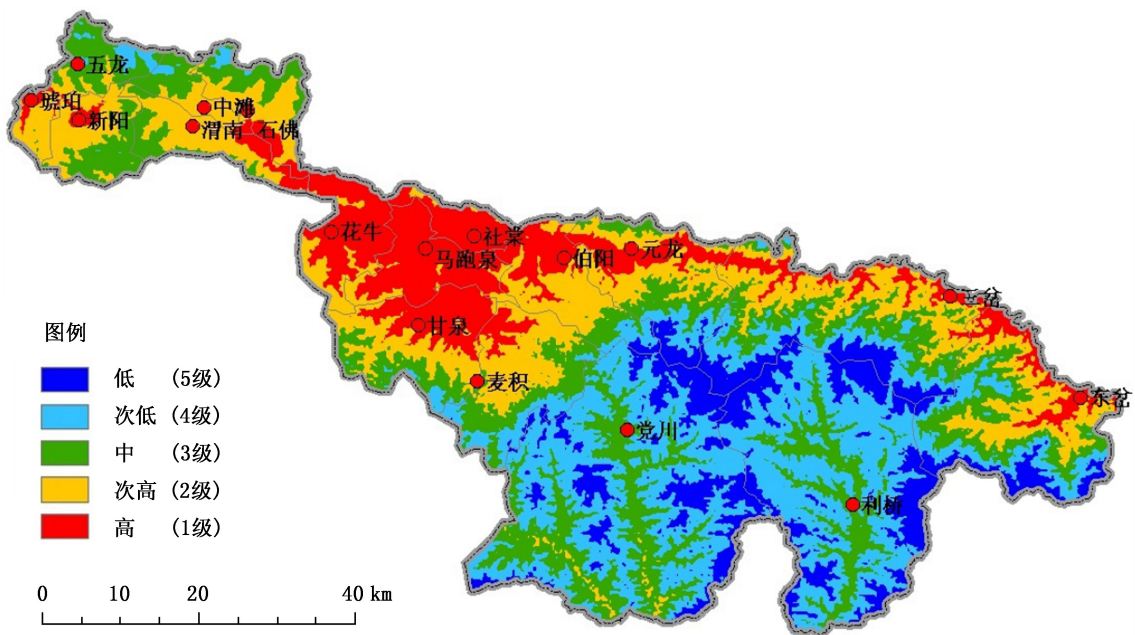 五龙
琥珀
新阳
中滩
渭南
石佛
花牛
社棠
马跑泉
伯阳
元龙
三岔
甘泉
麦积
东岔
党川
利桥
图例
低 (5级)
次低 (4级)
中 (3级)
次高 (2级)
高 (1级)
0 10 20 40 km